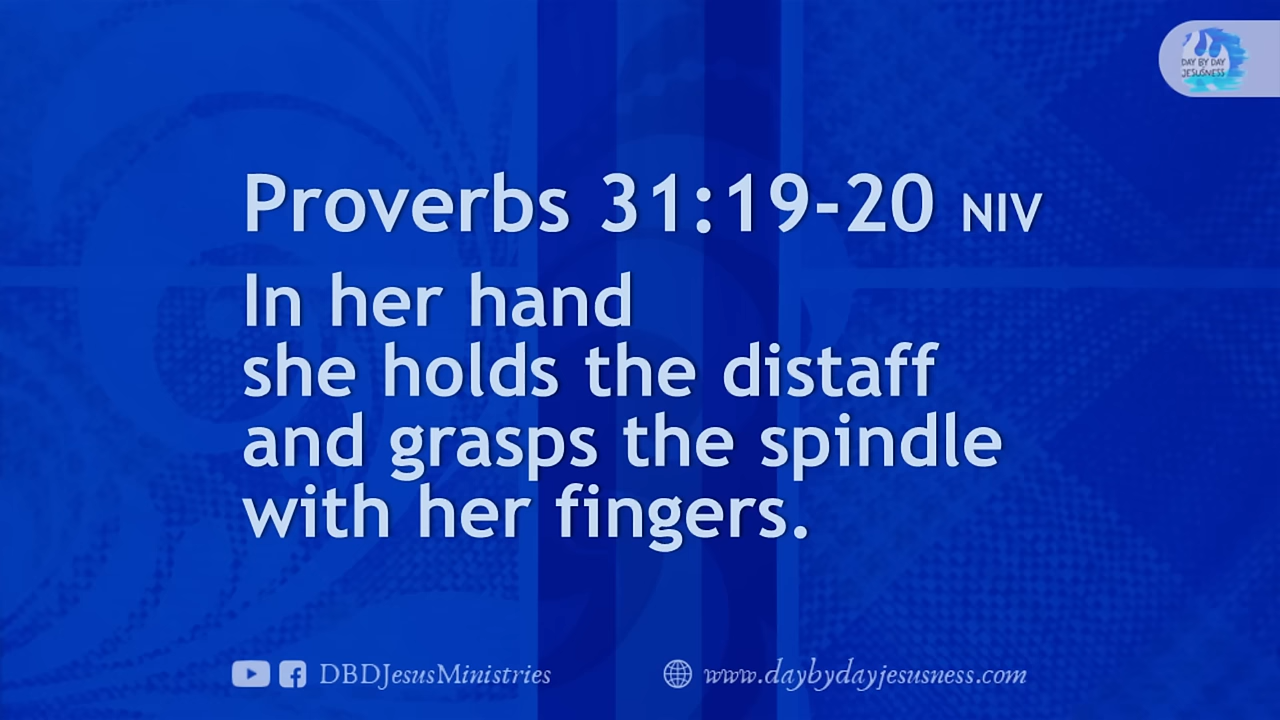 DAY BY DAY
JESUSNESS
Proverbs 31:19-20 NIV
In her hand
she holds the distaff
and grasps the spindle
with her fingers.
DBDJesusMinistries
www.daybydayjesusness.com